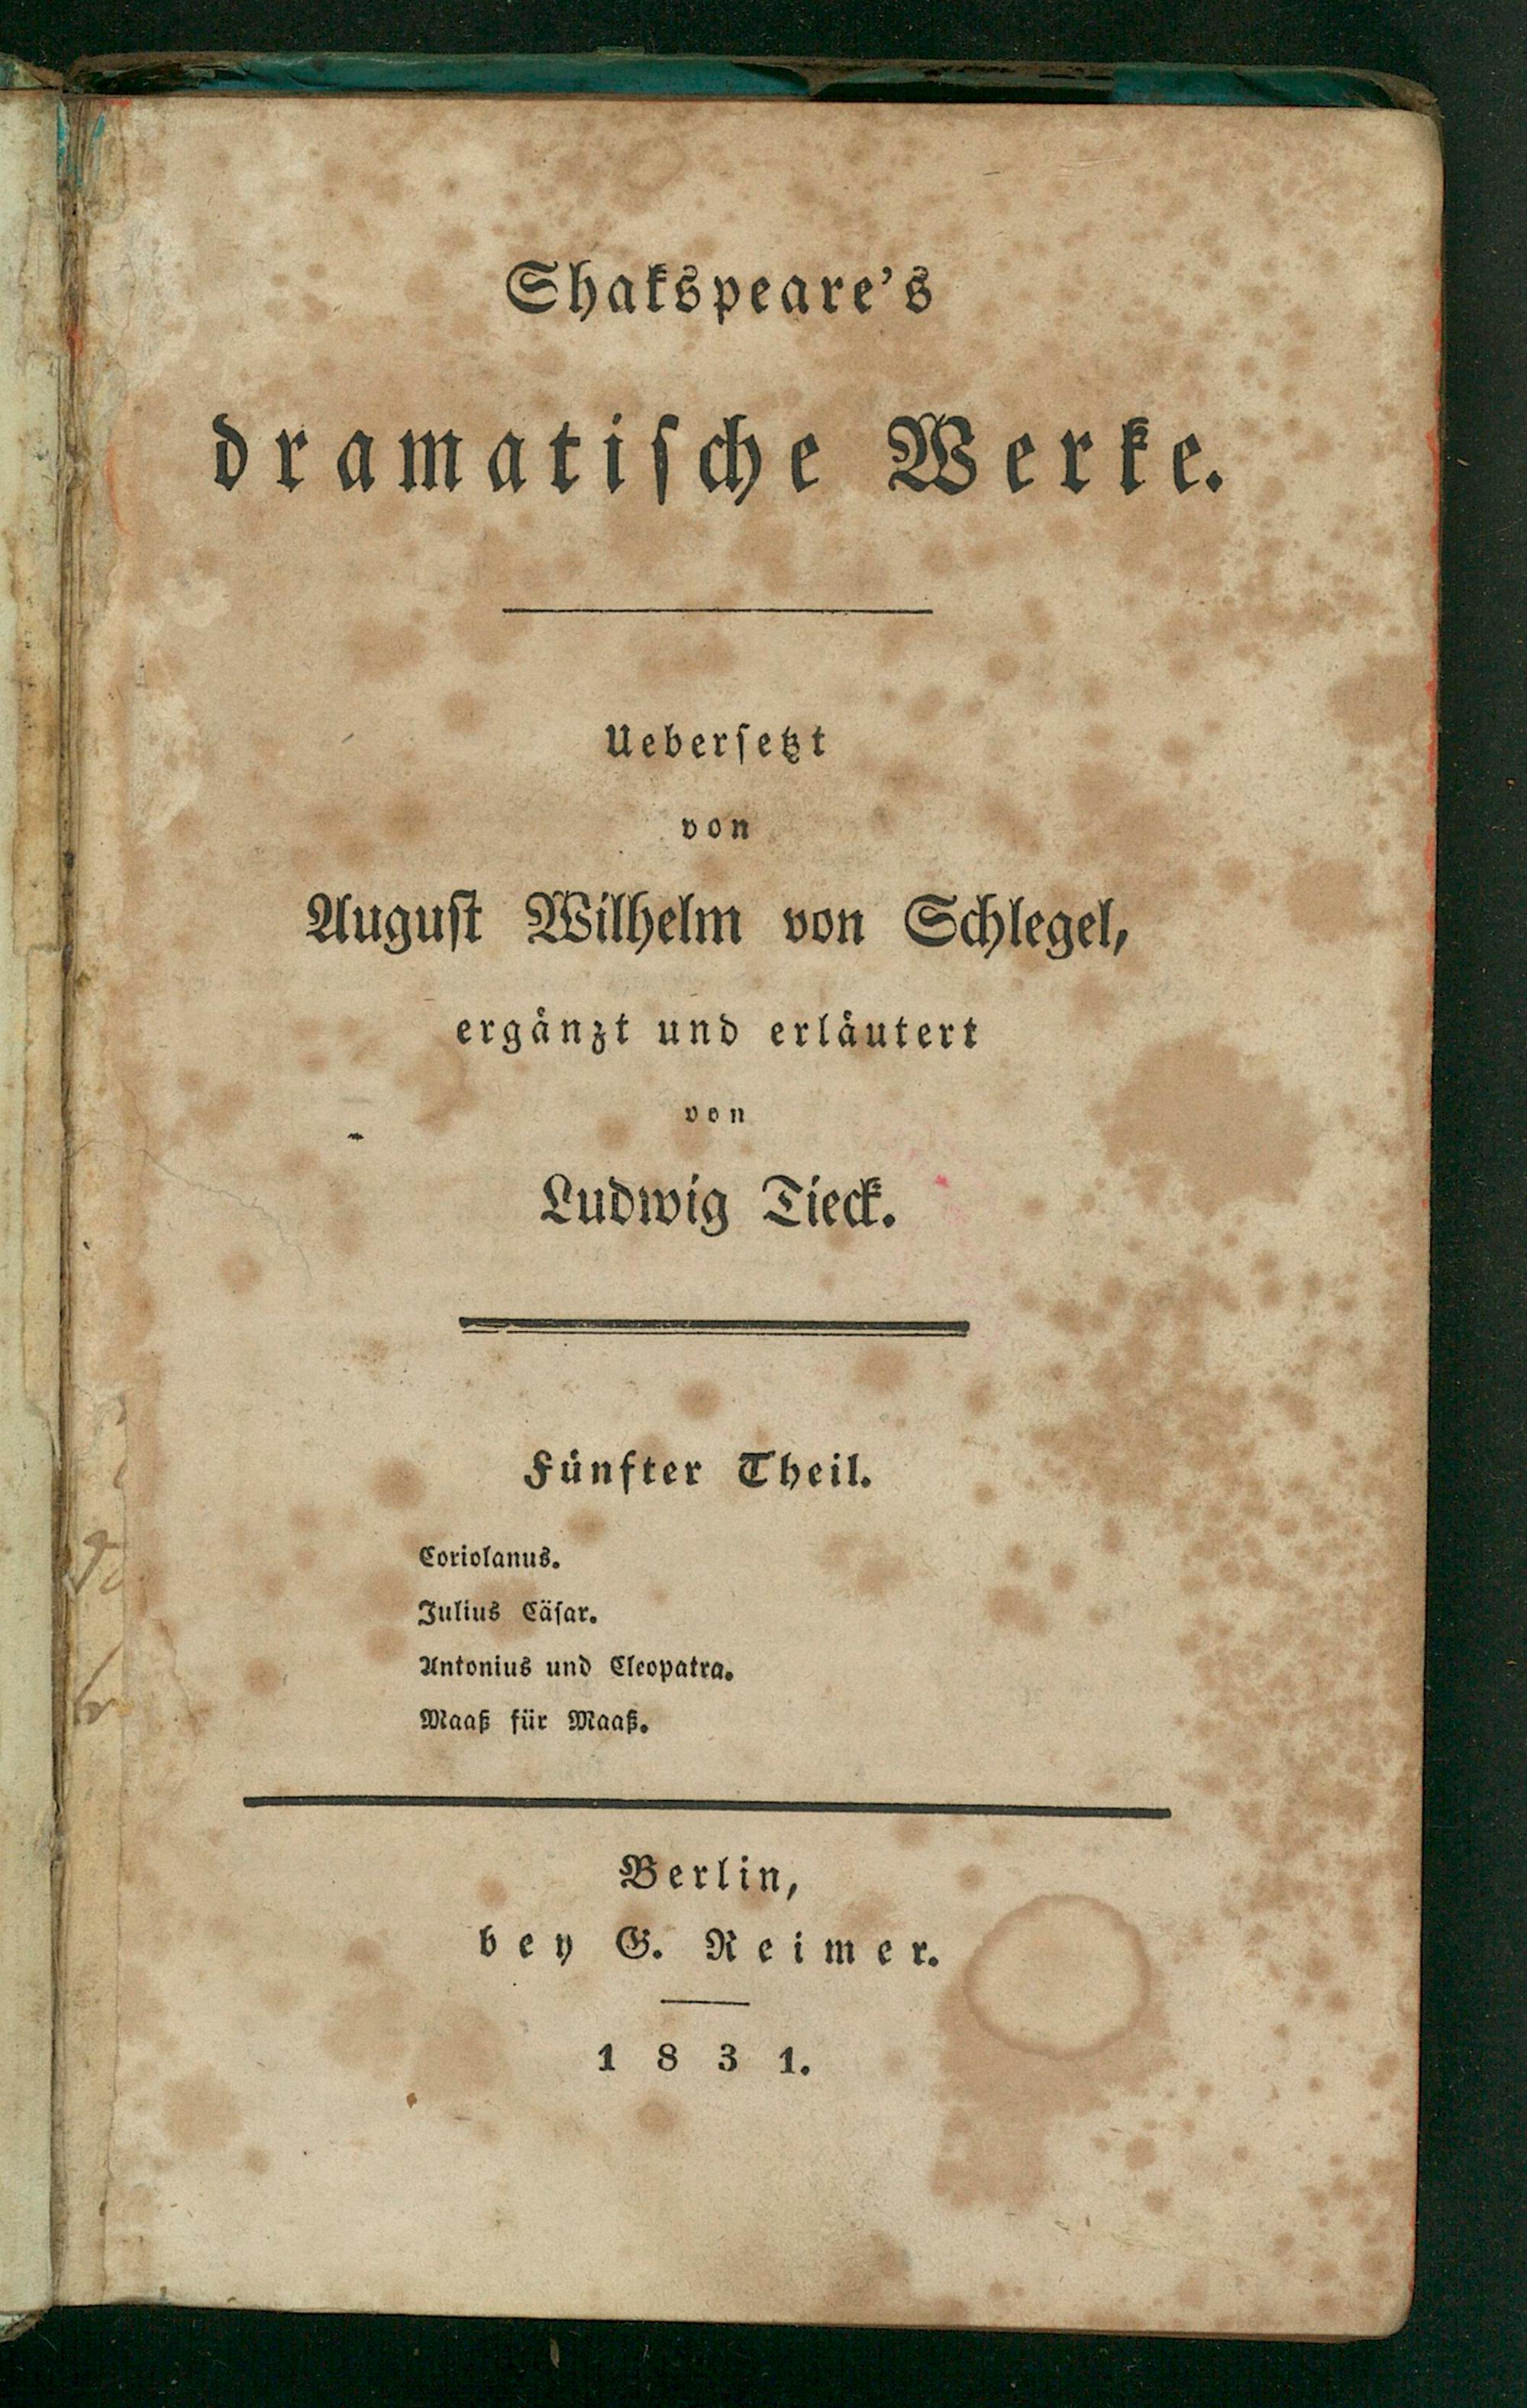 Shakspeare's
dramatische Werke.
Uebersetzt
von
August Wilhelm von Schlegel,
ergänzt und erläutert
von
Ludwig Tieck.
Fünfter Theil.
Coriolanus.
Julius Cäsar.
Antonius und Cleopatra.
Maaß für Maaß.
Berlin,
bey G. Reimer.
1831.